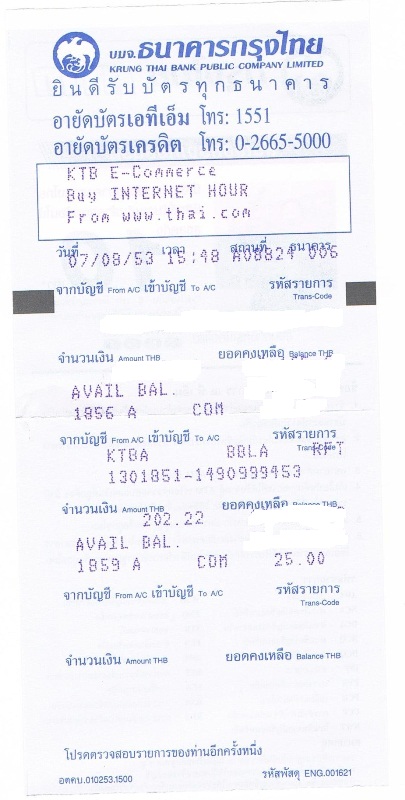 บมจ.ธนาคารกรุงไทย
KRUNG THAI BANK PUBLIC COMPANY LIMITED
ยินดีรับบัตรทุกธนาคาร
อายัดบัตรเอทีเอ็ม โทร: 1551
อายัดบัตรเครดิต โทร: 0-2665-5000
KTB E-Commerce
Buy INTERNET HOUR
From www.thai.com
วันที่ เวลา สถานที่ ธนาคาร
07/08/53 15:48 A08824 006
จากบัญชี From A/C เข้าบัญชี To A/C รหัสรายการ
Trans-Code
จำนวนเงิน Amount THB ยอดคงเหลือ Balance THB
AVAIL BAL.
1856 A COM
จากบัญชี From A/C เข้าบัญชี To A/C รหัสรายการ
Trans-Code
KTBA BBLA RFT
1301851-1490999453
จำนวนเงิน Amount THB ยอดคงเหลือ Balance THB
202.22
AVAIL BAL.
1859 A COM 25.00
จากบัญชี From A/C เข้าบัญชี To A/C รหัสรายการ
Trans-Code
จำนวนเงิน Amount THB ยอดคงเหลือ Balance THB
โปรดตรวจสอบรายการของท่านอีกครั้งหนึ่ง
อตคบ.010253.1500 รหัสพัสดุ ENG.001621